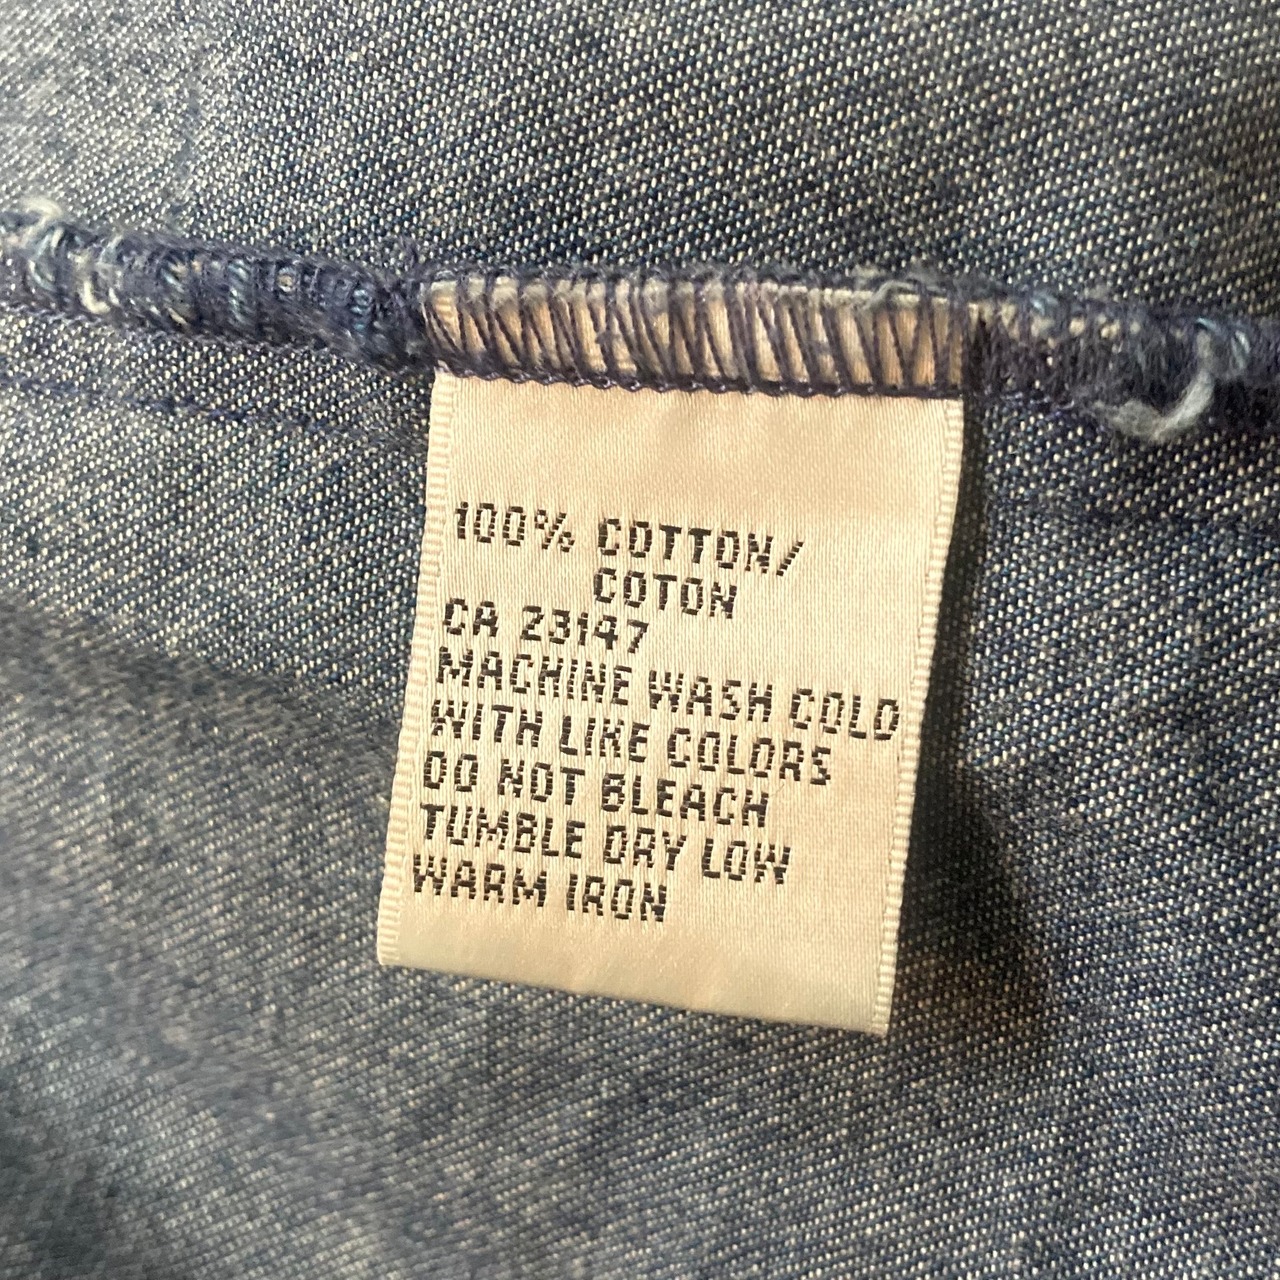 100% COTTON/
COTON
CA 23147
MACHINE WASH COLD
WITH LIKE COLORS
DO NOT BLEACH
TUMBLE DRY LOW
WARM IRON